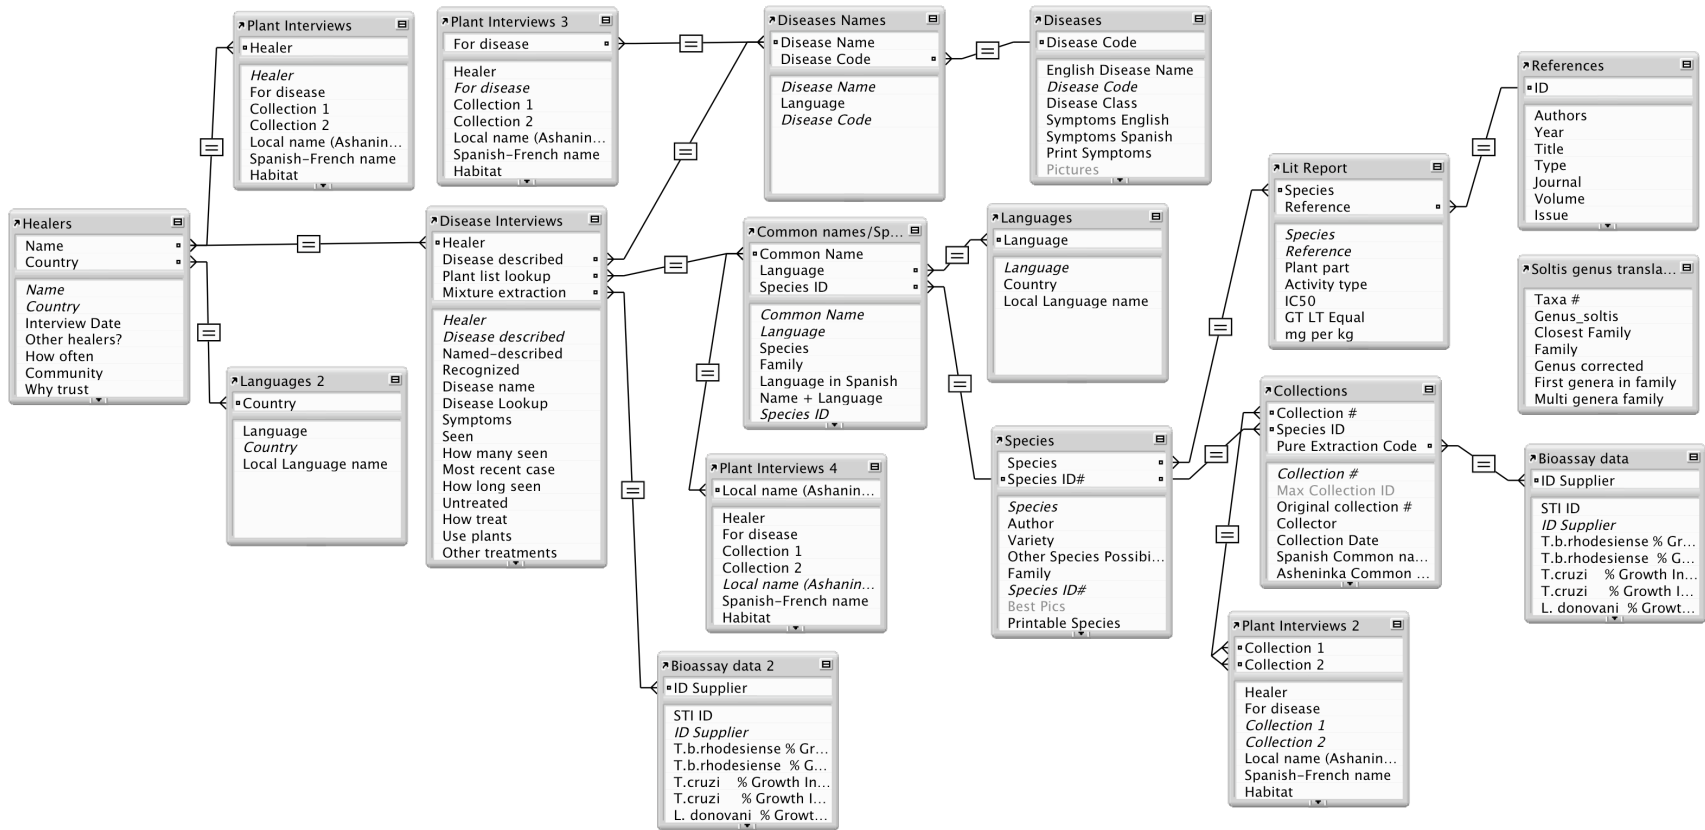 Plant Interviews
Healer
Healer
For disease
Collection 1
Collection 2
Local name (Ashanin...
Spanish-French name
Habitat
Plant Interviews 3
For disease
Healer
For disease
Collection 1
Collection 2
Local name (Ashanin...
Spanish-French name
Habitat
Diseases Names
Disease Name
Disease Code
Disease Name
Language
Disease Code
Diseases
Disease Code
English Disease Name
Disease Code
Disease Class
Symptoms English
Symptoms Spanish
Print Symptoms
Pictures
References
ID
Authors
Year
Title
Type
Journal
Volume
Issue
Lit Report
Species
Reference
Species
Reference
Plant part
Activity type
IC50
GT LT Equal
mg per kg
Healers
Name
Country
Name
Country
Interview Date
Other healers?
How often
Community
Why trust
Disease Interviews
Healer
Disease described
Plant list lookup
Mixture extraction
Healer
Disease described
Named-described
Recognized
Disease name
Disease Lookup
Symptoms
Seen
How many seen
Most recent case
How long seen
Untreated
How treat
Use plants
Other treatments
Common names/Sp...
Common Name
Language
Species ID
Common Name
Language
Species
Family
Language in Spanish
Name + Language
Species ID
Languages
Language
Language
Country
Local Language name
Soltis genus transla...
Taxa #
Genus_soltis
Closest Family
Family
Genus corrected
First genera in family
Multi genera family
Languages 2
Country
Language
Country
Local Language name
Collections
Collection #
Species ID
Pure Extraction Code
Collection #
Max Collection ID
Original collection #
Collector
Collection Date
Spanish Common na...
Asheninka Common ...
Species
Species
Species ID#
Species
Author
Variety
Other Species Possibi...
Family
Species ID#
Best Pics
Printable Species
Bioassay data
ID Supplier
STI ID
ID Supplier
T.b.rhodesiense % Gr...
T.b.rhodesiense % G...
T.cruzi % Growth In...
T.cruzi % Growth I...
L. donovani % Growt...
Plant Interviews 4
Local name (Ashanin...
Healer
For disease
Collection 1
Collection 2
Local name (Ashanin...
Spanish-French name
Habitat
Plant Interviews 2
Collection 1
Collection 2
Healer
For disease
Collection 1
Collection 2
Local name (Ashanin...
Spanish-French name
Habitat
Bioassay data 2
ID Supplier
STI ID
ID Supplier
T.b.rhodesiense % Gr...
T.b.rhodesiense % G...
T.cruzi % Growth In...
T.cruzi % Growth I...
L. donovani % Growt...